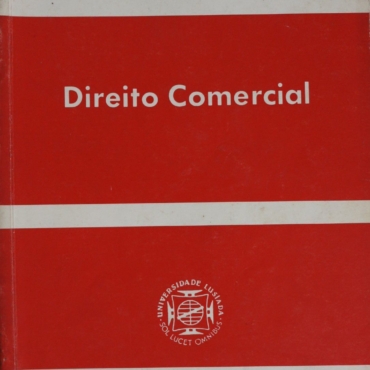 Direito Comercial
UNIVERSIDADE LUSÍADA
SOL LUCET OMNIBUS